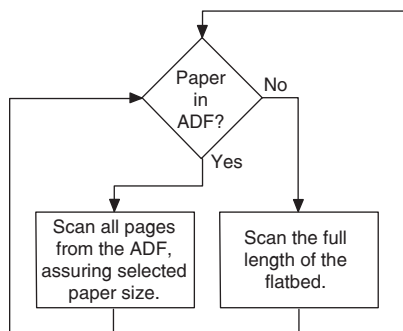 Paper
in
ADF?
No
Yes
Scan all pages
from the ADF,
assuring selected
paper size.
Scan the full
length of the
flatbed.